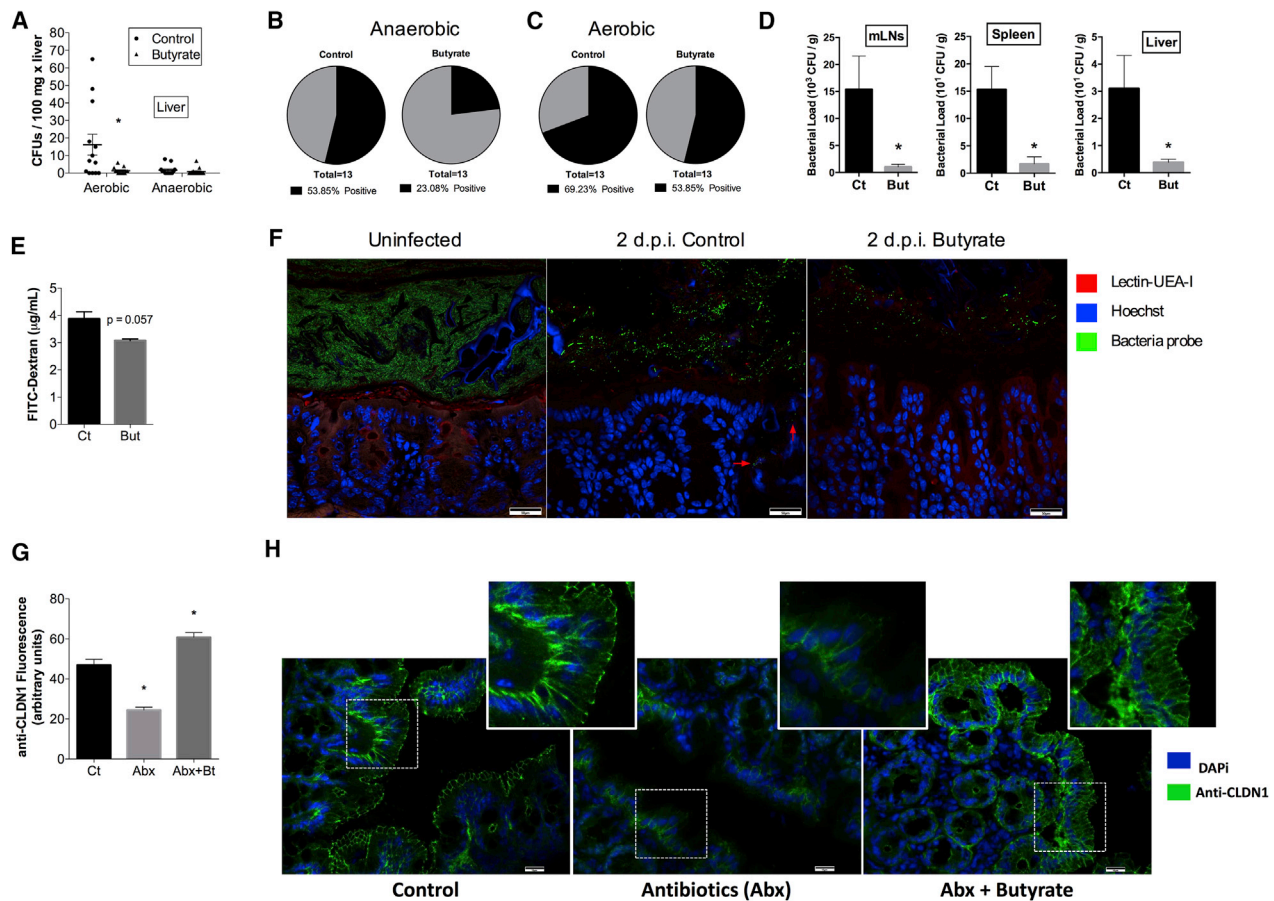 A
CFUs / 100 mg x liver
80
70
60
50
40
30
20
10
0
Control
Butyrate
Liver
*
Aerobic
Anaerobic
B
Anaerobic
Control
Butyrate
Total=13
53.85% Positive
Total=13
23.08% Positive
C
Aerobic
Control
Butyrate
Total=13
69.23% Positive
Total=13
53.85% Positive
D
mLNs
Bacterial Load (10³ CFU / g)
25
20
15
10
5
0
*
Ct
But
Spleen
Bacterial Load (10¹ CFU / g)
25
20
15
10
5
0
*
Ct
But
Liver
Bacterial Load (10¹ CFU / g)
5
4
3
2
1
0
*
Ct
But
E
FITC-Dextran (µg/mL)
5
4
3
2
1
0
p = 0.057
Ct
But
F
Uninfected
2 d.p.i. Control
2 d.p.i. Butyrate
Lectin-UEA-I
Hoechst
Bacteria probe
G
anti-CLDN1 Fluorescence
(arbitrary units)
80
60
40
20
0
*
*
Ct
Abx
Abx+Bt
H
DAPi
Anti-CLDN1
Control
Antibiotics (Abx)
Abx + Butyrate